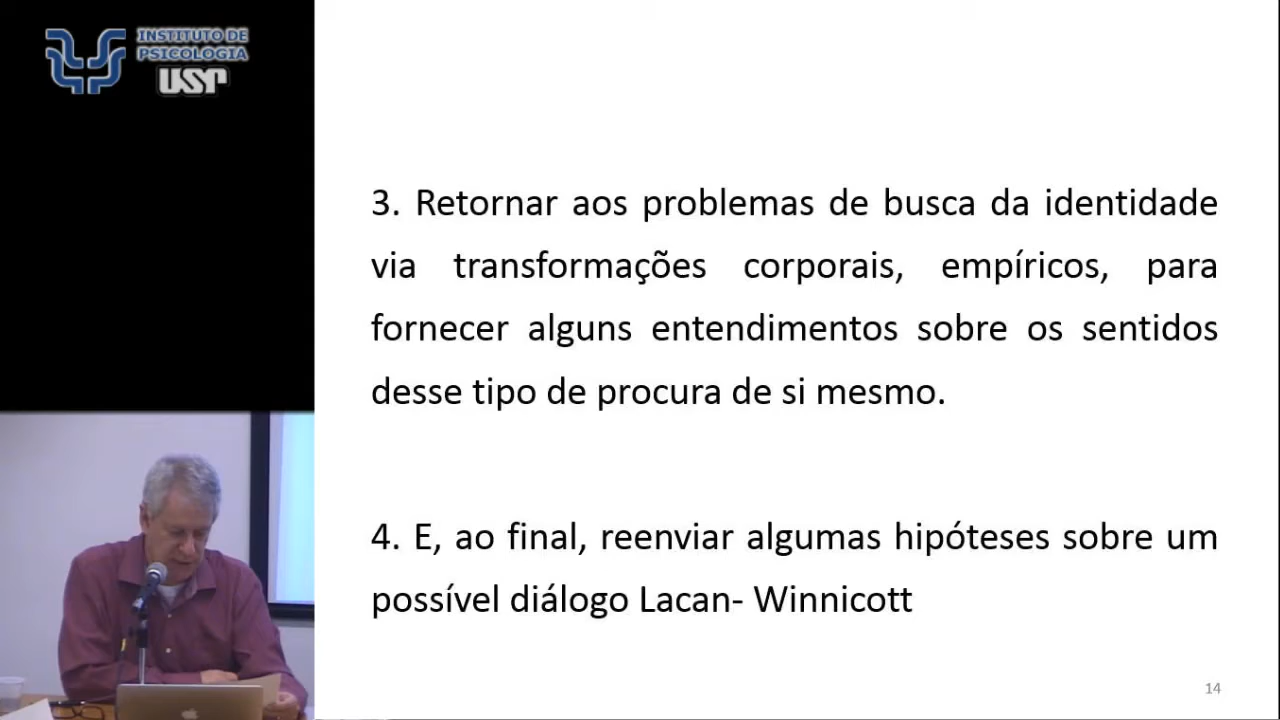 INSTITUTO DE
PSICOLOGIA
USP
3. Retornar aos problemas de busca da identidade
via transformações corporais, empíricos, para
fornecer alguns entendimentos sobre os sentidos
desse tipo de procura de si mesmo.
4. E, ao final, reenviar algumas hipóteses sobre um
possível diálogo Lacan- Winnicott
14